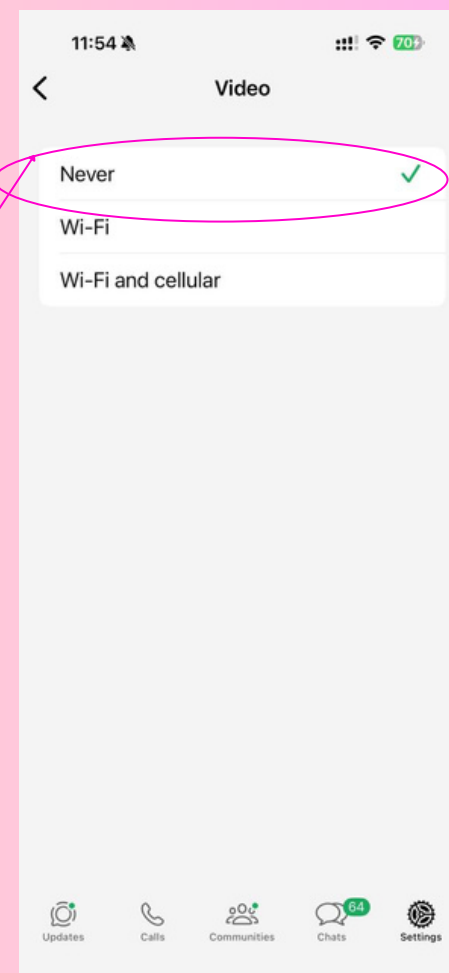 11:54
70
Video
Never
Wi-Fi
Wi-Fi and cellular
64
Updates Calls Communities Chats Settings